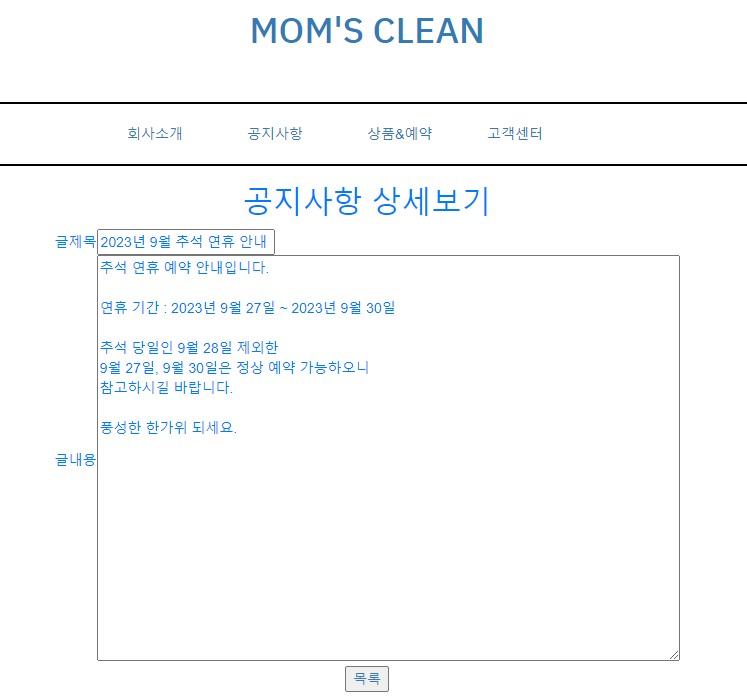 MOM'S CLEAN
회사소개 공지사항 상품&예약 고객센터
공지사항 상세보기
글제목 2023년 9월 추석 연휴 안내
추석 연휴 예약 안내입니다.
연휴 기간 : 2023년 9월 27일 ~ 2023년 9월 30일
추석 당일인 9월 28일 제외한
9월 27일, 9월 30일은 정상 예약 가능하오니
참고하시길 바랍니다.
풍성한 한가위 되세요.
글내용
목록